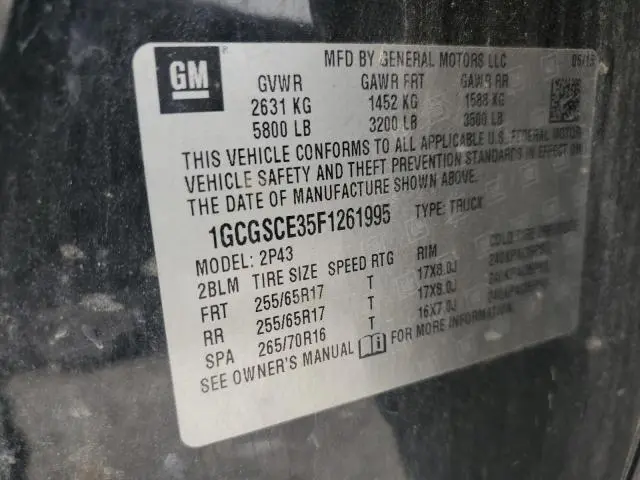 GM
MFD BY GENERAL MOTORS LLC 05/15
GVWR GAWR FRT GAWR RR
2631 KG 1452 KG 1588 KG
5800 LB 3200 LB 3500 LB
THIS VEHICLE CONFORMS TO ALL APPLICABLE U.S. FEDERAL MOTOR
VEHICLE SAFETY AND THEFT PREVENTION STANDARDS IN EFFECT ON
THE DATE OF MANUFACTURE SHOWN ABOVE.
1GCGSCE35F1261995 TYPE: TRUCK
MODEL: 2P43
2BLM TIRE SIZE SPEED RTG RIM COLD TIRE PRESSURE
FRT 255/65R17 T 17X8.0J
RR 255/65R17 T 17X8.0J
SPA 265/70R16 T 16X7.0J
SEE OWNER'S MANUAL FOR MORE INFORMATION.